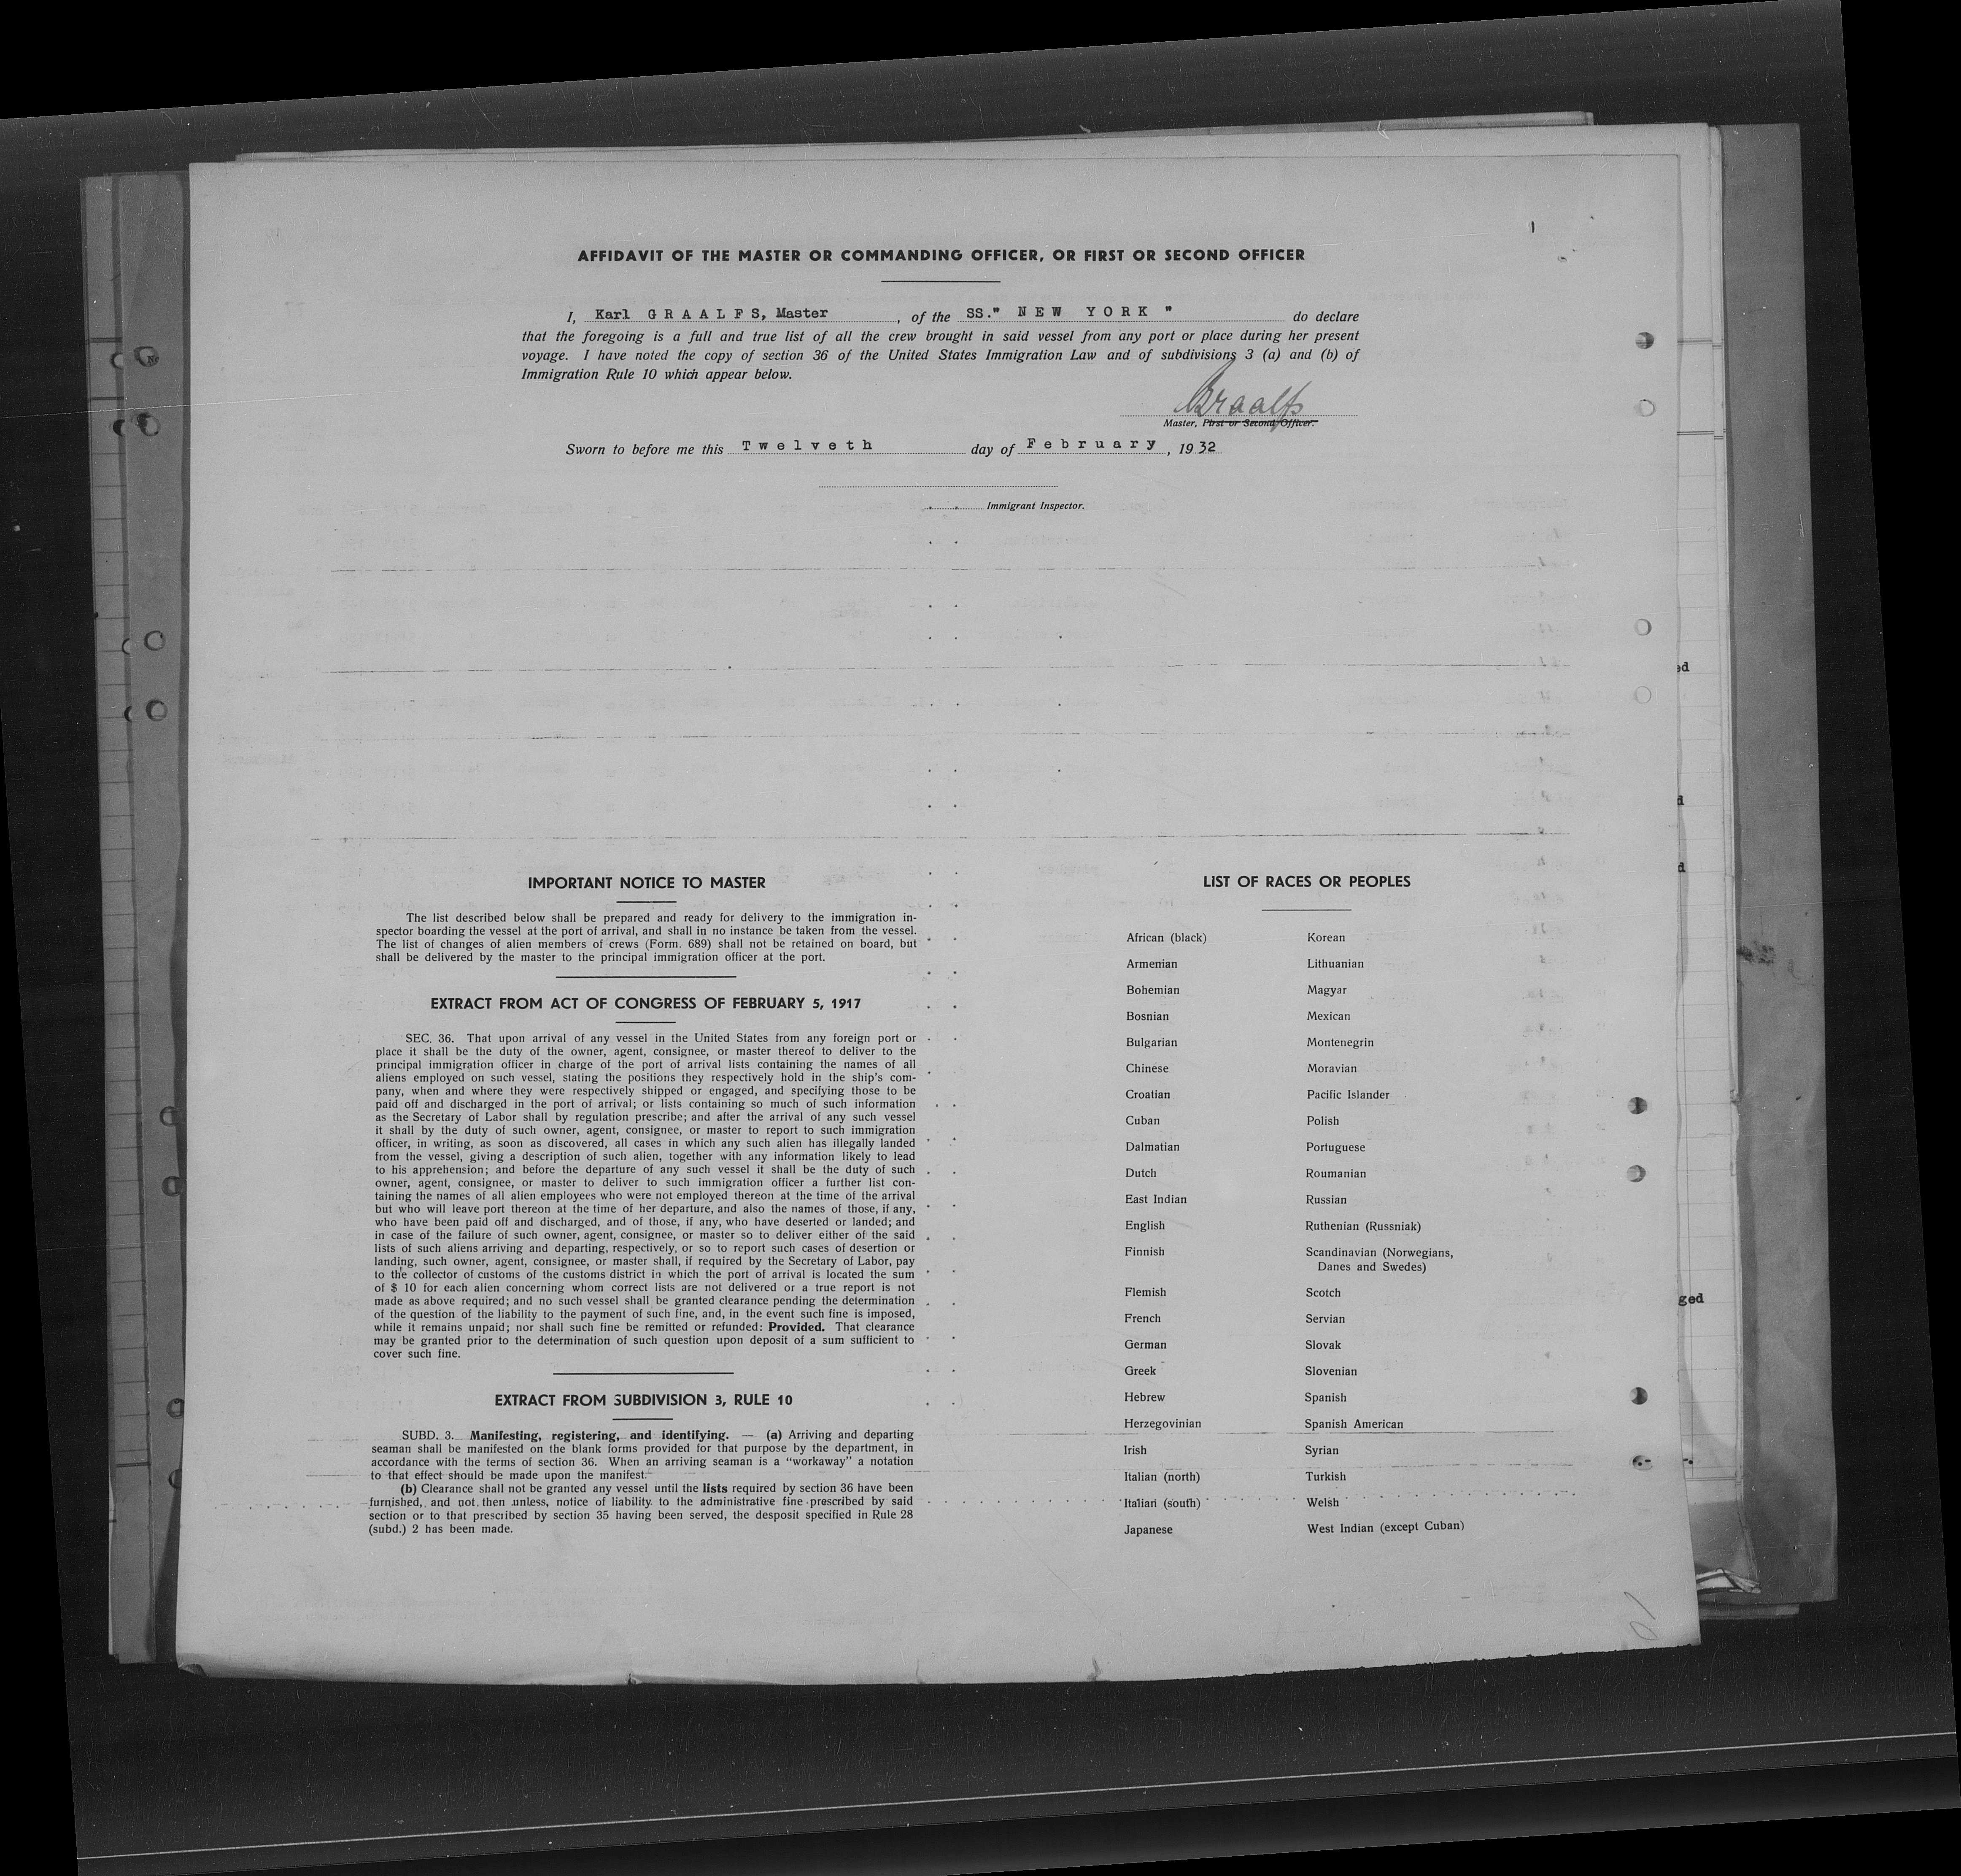 1
AFFIDAVIT OF THE MASTER OR COMMANDING OFFICER, OR FIRST OR SECOND OFFICER
I, Karl GRAALFS, Master, of the SS." NEW YORK " do declare
that the foregoing is a full and true list of all the crew brought in said vessel from any port or place during her present
voyage. I have noted the copy of section 36 of the United States Immigration Law and of subdivisions 3 (a) and (b) of
Immigration Rule 10 which appear below.
Graalfs
Master, First or Second Officer.
Sworn to before me this Twelveth day of February, 1932
Immigrant Inspector.
IMPORTANT NOTICE TO MASTER
The list described below shall be prepared and ready for delivery to the immigration in-
spector boarding the vessel at the port of arrival, and shall in no instance be taken from the vessel.
The list of changes of alien members of crews (Form. 689) shall not be retained on board, but
shall be delivered by the master to the principal immigration officer at the port.
EXTRACT FROM ACT OF CONGRESS OF FEBRUARY 5, 1917
SEC. 36. That upon arrival of any vessel in the United States from any foreign port or
place it shall be the duty of the owner, agent, consignee, or master thereof to deliver to the
principal immigration officer in charge of the port of arrival lists containing the names of all
aliens employed on such vessel, stating the positions they respectively hold in the ship's com-
pany, when and where they were respectively shipped or engaged, and specifying those to be
paid off and discharged in the port of arrival; or lists containing so much of such information
as the Secretary of Labor shall by regulation prescribe; and after the arrival of any such vessel
it shall by the duty of such owner, agent, consignee, or master to report to such immigration
officer, in writing, as soon as discovered, all cases in which any such alien has illegally landed
from the vessel, giving a description of such alien, together with any information likely to lead
to his apprehension; and before the departure of any such vessel it shall be the duty of such
owner, agent, consignee, or master to deliver to such immigration officer a further list con-
taining the names of all alien employees who were not employed thereon at the time of the arrival
but who will leave port thereon at the time of her departure, and also the names of those, if any,
who have been paid off and discharged, and of those, if any, who have deserted or landed; and
in case of the failure of such owner, agent, consignee, or master so to deliver either of the said
lists of such aliens arriving and departing, respectively, or so to report such cases of desertion or
landing, such owner, agent, consignee, or master shall, if required by the Secretary of Labor, pay
to the collector of customs of the customs district in which the port of arrival is located the sum
of $ 10 for each alien concerning whom correct lists are not delivered or a true report is not
made as above required; and no such vessel shall be granted clearance pending the determination
of the question of the liability to the payment of such fine, and, in the event such fine is imposed,
while it remains unpaid; nor shall such fine be remitted or refunded: Provided. That clearance
may be granted prior to the determination of such question upon deposit of a sum sufficient to
cover such fine.
EXTRACT FROM SUBDIVISION 3, RULE 10
SUBD. 3. Manifesting, registering, and identifying. — (a) Arriving and departing
seaman shall be manifested on the blank forms provided for that purpose by the department, in
accordance with the terms of section 36. When an arriving seaman is a "workaway" a notation
to that effect should be made upon the manifest.
(b) Clearance shall not be granted any vessel until the lists required by section 36 have been
furnished, and not then unless, notice of liability to the administrative fine prescribed by said
section or to that prescribed by section 35 having been served, the desposit specified in Rule 28
(subd.) 2 has been made.
LIST OF RACES OR PEOPLES
African (black)
Armenian
Bohemian
Bosnian
Bulgarian
Chinese
Croatian
Cuban
Dalmatian
Dutch
East Indian
English
Finnish
Flemish
French
German
Greek
Hebrew
Herzegovinian
Irish
Italian (north)
Italian (south)
Japanese
Korean
Lithuanian
Magyar
Mexican
Montenegrin
Moravian
Pacific Islander
Polish
Portuguese
Roumanian
Russian
Ruthenian (Russniak)
Scandinavian (Norwegians,
Danes and Swedes)
Scotch
Servian
Slovak
Slovenian
Spanish
Spanish American
Syrian
Turkish
Welsh
West Indian (except Cuban)
ed
d
d
ged